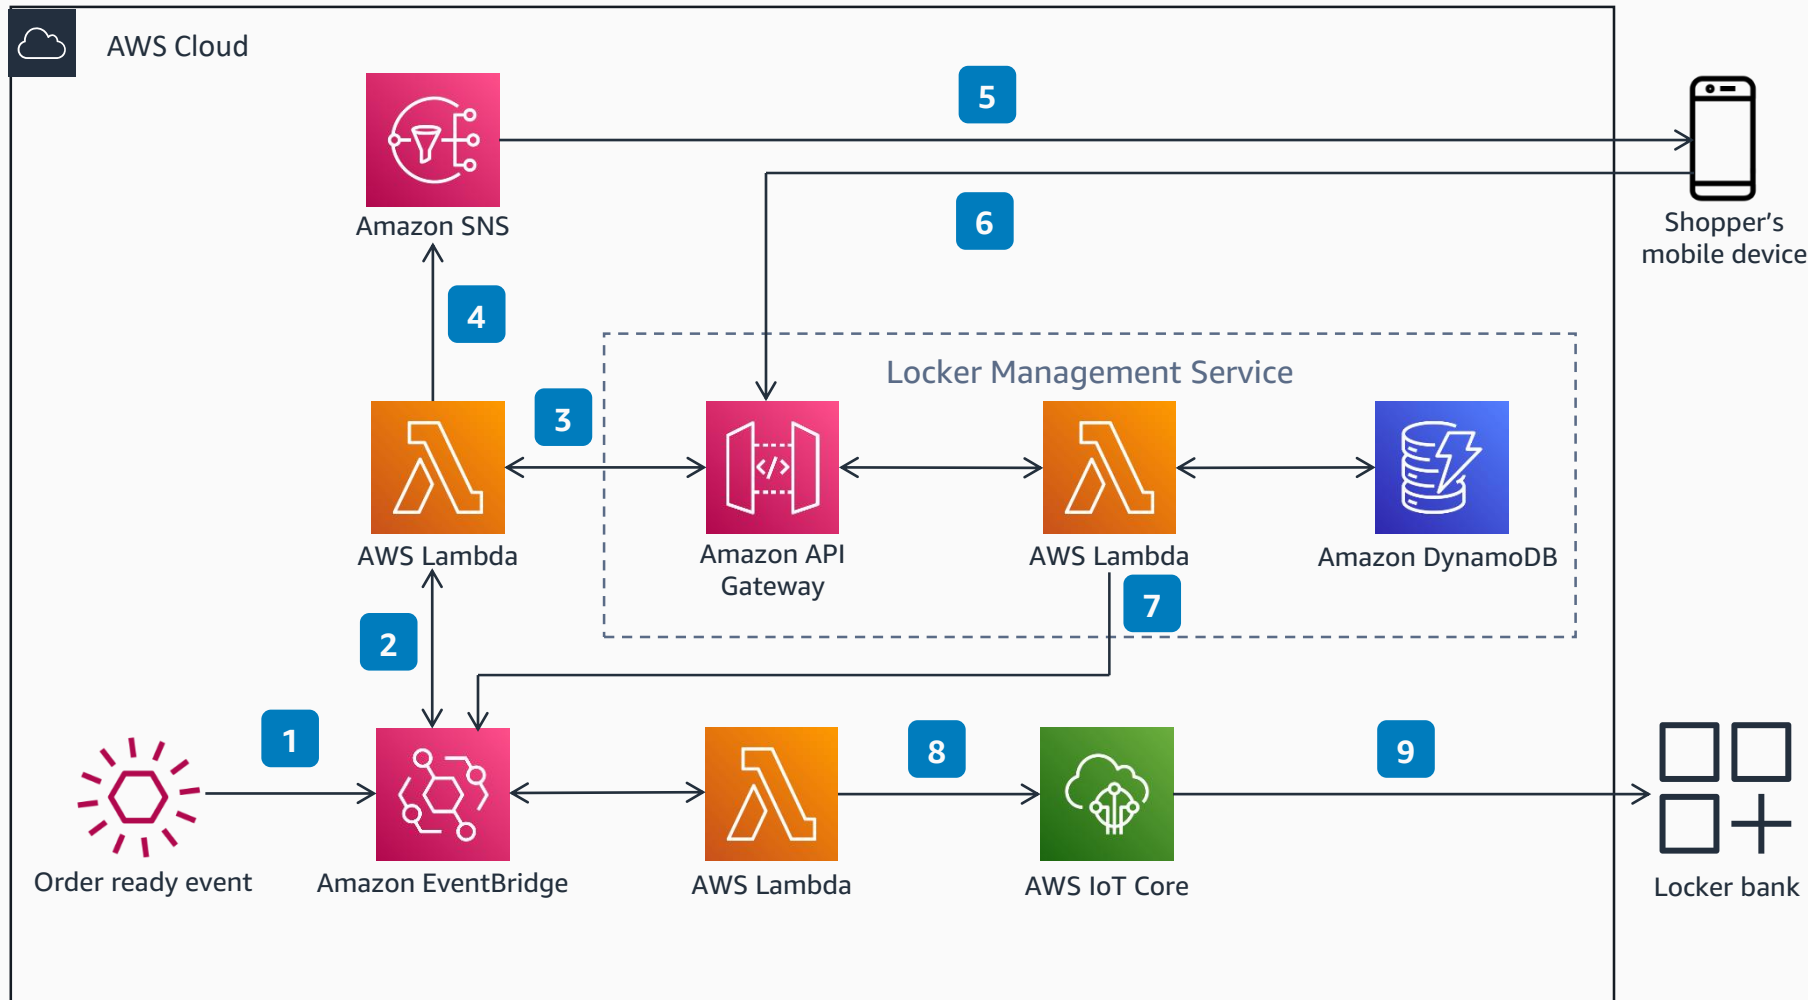 AWS Cloud
5
Amazon SNS
6
Shopper’s
mobile device
4
Locker Management Service
3
</>
AWS Lambda
Amazon API
Gateway
AWS Lambda
Amazon DynamoDB
7
2
1
8
9
Order ready event
Amazon EventBridge
AWS Lambda
AWS IoT Core
Locker bank